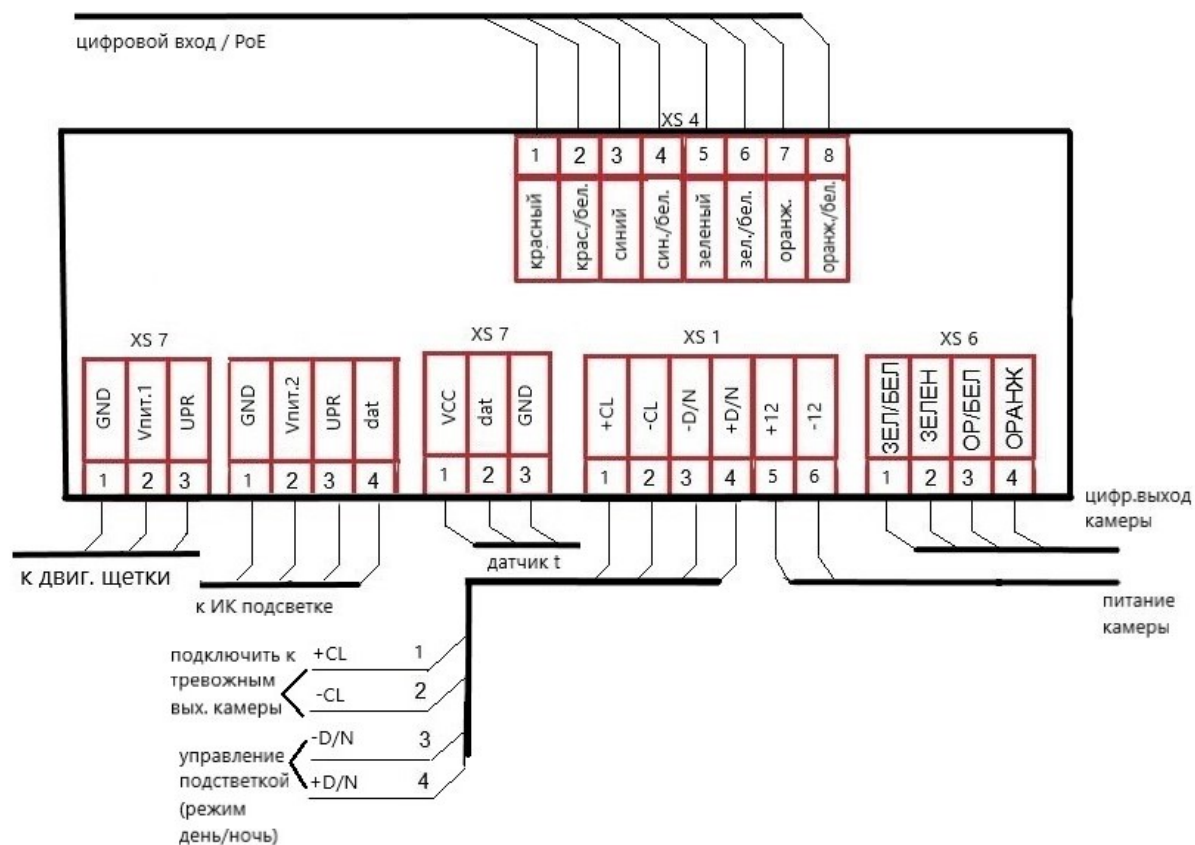 цифровой вход / PoE
XS 4
1 2 3 4 5 6 7 8
красный
крас./бел.
синий
син./бел.
зеленый
зел./бел.
оранж.
оранж./бел.
XS 7
GND
Vпит.1
UPR
1 2 3
GND
Vпит.2
UPR
dat
1 2 3 4
XS 7
VCC
dat
GND
1 2 3
XS 1
+CL
-CL
-D/N
+D/N
+12
-12
1 2 3 4 5 6
XS 6
ЗЕЛ/БЕЛ
ЗЕЛЕН
ОР/БЕЛ
ОРАНЖ
1 2 3 4
цифр.выход
камеры
к двиг. щетки
к ИК подсветке
датчик t
питание
камеры
подключить к
тревожным
вых. камеры
+CL 1
-CL 2
управление
подстветкой
(режим
день/ночь)
-D/N 3
+D/N 4